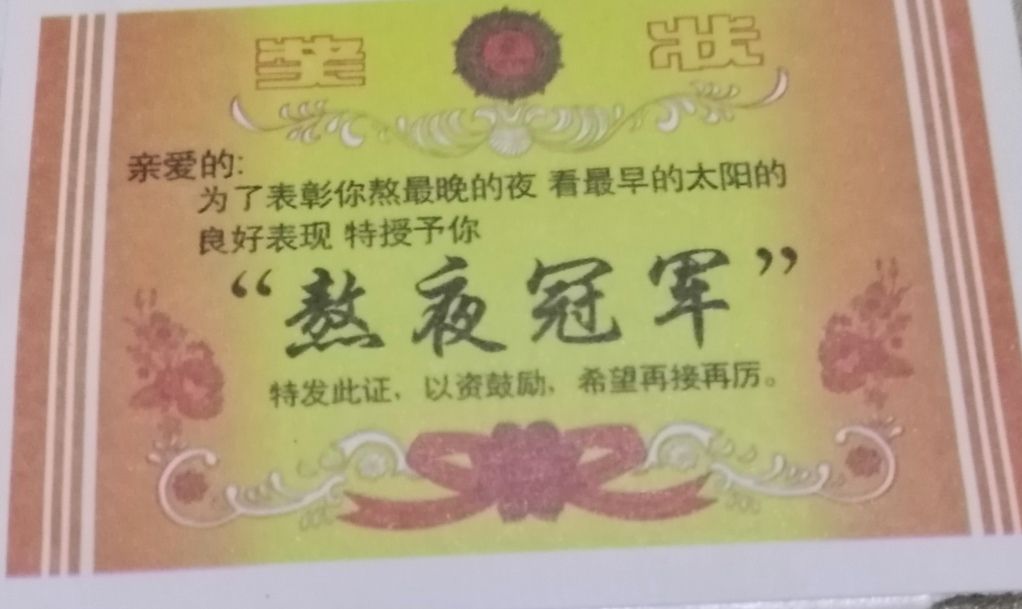 奖 状
亲爱的:
为了表彰你熬最晚的夜 看最早的太阳的
良好表现 特授予你
“熬夜冠军”
特发此证，以资鼓励，希望再接再厉。